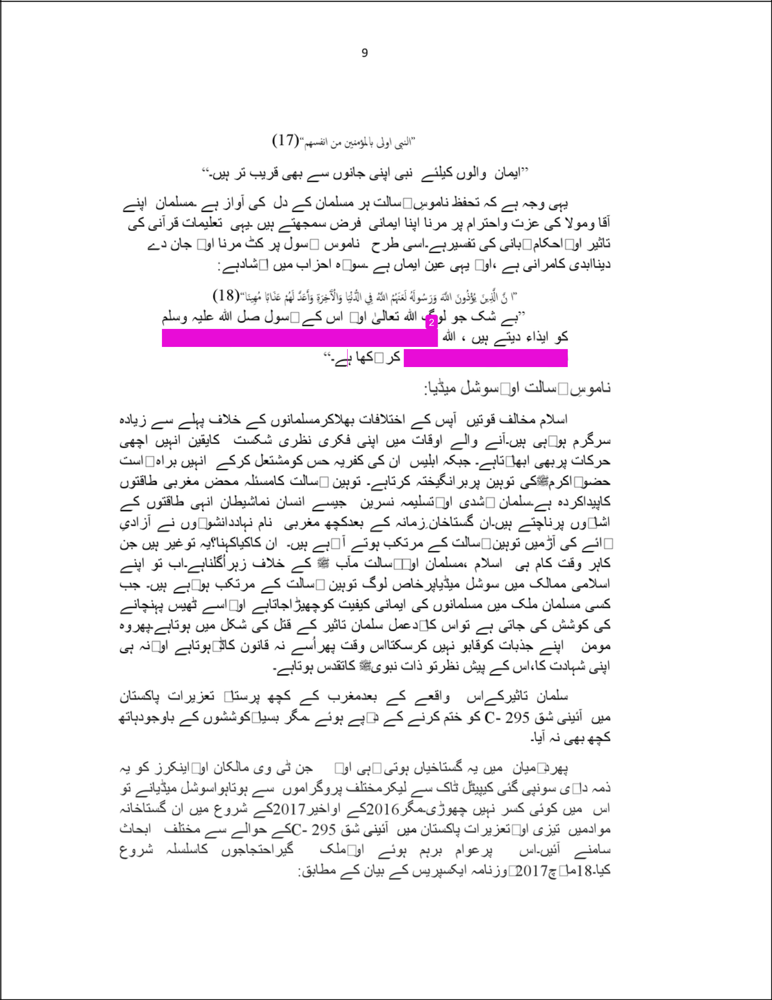 9
”النبی اولی بالمؤمنین من انفسھم“(17)
”ایمان والوں کیلئے نبی اپنی جانوں سے بھی قریب تر ہیں۔“
یہی وجہ ہے کہ تحفظ ناموسِ□سالت ہر مسلمان کے دل کی آواز ہے ۔مسلمان اپنے
آقا ومولا کی عزت واحترام پر مرنا اپنا ایمانی فرض سمجھتے ہیں ۔یہی تعلیمات قرآنی کی
تاثیر او□احکام□بانی کی تفسیرہے۔اسی طرح ناموس □سول پر کٹ مرنا او□ جان دے
دیناابدی کامرانی ہے ،او□ یہی عین ایماں ہے ۔سو□ہ احزاب میں ا□شادہے:
”ا نَّ الَّذِينَ يُؤْذُونَ اللَّهَ وَرَسُولَهُ لَعَنَهُمُ اللَّهُ فِي الدُّنْيَا وَالْآخِرَةِ وَأَعَدَّ لَهُمْ عَذَابًا مُهِينَا“(18)
”بے شک جو لوگ اللہ تعالیٰ او□ اس کے □سول صل اللہ علیہ وسلم
2
کو ایذاء دیتے ہیں ، اللہ
کر □کھا ہے۔“
ناموسِ□سالت او□سوشل میڈیا:
اسلام مخالف قوتیں آپس کے اختلافات بھلاکرمسلمانوں کے خلاف پہلے سے زیادہ
سرگرم ہو□ہی ہیں۔آنے والے اوقات میں اپنی فکری نظری شکست کایقین انہیں اچھی
حرکات پربھی ابھا□تاہے۔ جبکہ ابلیس ان کی کفریہ حس کومشتعل کرکے انہیں براہ□است
حضو□اکرمﷺکی توہین پربرانگیختہ کرتاہے۔ توہین □سالت کامسئلہ محض مغربی طاقتوں
کاپیداکردہ ہے۔سلمان □شدی او□تسلیمہ نسرین جیسے انسان نماشیطان انہی طاقتوں کے
اشا□وں پرناچتے ہیں۔ان گستاخانِ زمانہ کے بعدکچھ مغربی نام نہاددانشو□وں نے آزادیِ
□ائے کی آڑمیں توہین□سالت کے مرتکب ہوتے آ□ہے ہیں۔ ان کاکیاکہنا؟یہ توغیر ہیں جن
کاہر وقت کام ہی اسلام ،مسلمان او□□سالت مآب ﷺ کے خلاف زہراُگلناہے۔اب تو اپنے
اسلامی ممالک میں سوشل میڈیاپرخاص لوگ توہین □سالت کے مرتکب ہو□ہے ہیں۔ جب
کسی مسلمان ملک میں مسلمانوں کی ایمانی کیفیت کوچھیڑاجاتاہے او□اسے ٹھیس پہنچانے
کی کوشش کی جاتی ہے تواس کا□دعمل سلمان تاثیر کے قتل کی شکل میں ہوتاہے۔پھروہ
مومن اپنے جذبات کوقابو نہیں کرسکتااس وقت پھراُسے نہ قانون کاڈ□ہوتاہے او□نہ ہی
اپنی شہادت کا،اس کے پیش نظرتو ذات نبویﷺ کاتقدس ہوتاہے۔
سلمان تاثیرکےاس واقعے کے بعدمغرب کے کچھ پرستا□ تعزیرات پاکستان
میں آئینی شق 295 -C کو ختم کرنے کے د□پے ہوئے ۔مگر بسیا□کوششوں کے باوجودہاتھ
کچھ بھی نہ آیا۔
پھرد□میان میں یہ گستاخیاں ہوتی□ہی او□ جن ٹی وی مالکان او□اینکرز کو یہ
ذمہ دا□ی سونپی گئی کیپیٹل ٹاک سے لیکرمختلف پروگراموں سے ہوتاہواسوشل میڈیانے تو
اس میں کوئی کسر نہیں چھوڑی۔مگر2016کے اواخیر2017کے شروع میں ان گستاخانہ
موادمیں تیزی او□تعزیرات پاکستان میں آئینی شق 295 -Cکے حوالے سے مختلف ابحاث
سامنے آئیں۔اس پرعوام برہم ہوئے او□ملک گیراحتجاجوں کاسلسلہ شروع
کیا۔18ما□چ2017□وزنامہ ایکسپریس کے بیان کے مطابق: